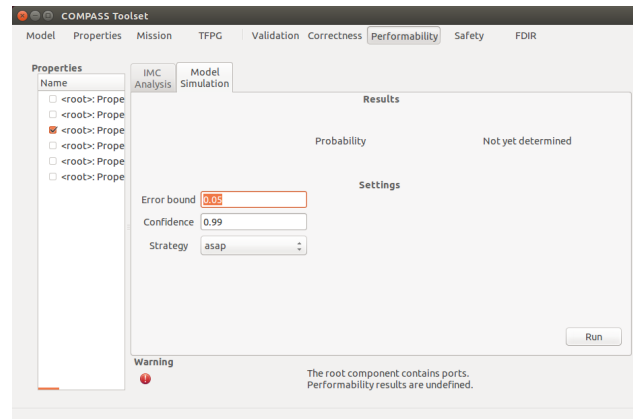 COMPASS Toolset
Model Properties Mission TFPG Validation Correctness Performability Safety FDIR
Properties
Name
<root>: Prope
<root>: Prope
<root>: Prope
<root>: Prope
<root>: Prope
<root>: Prope
IMC Analysis
Model Simulation
Results
Probability Not yet determined
Settings
Error bound 0.05
Confidence 0.99
Strategy asap
Run
Warning
The root component contains ports.
Performability results are undefined.